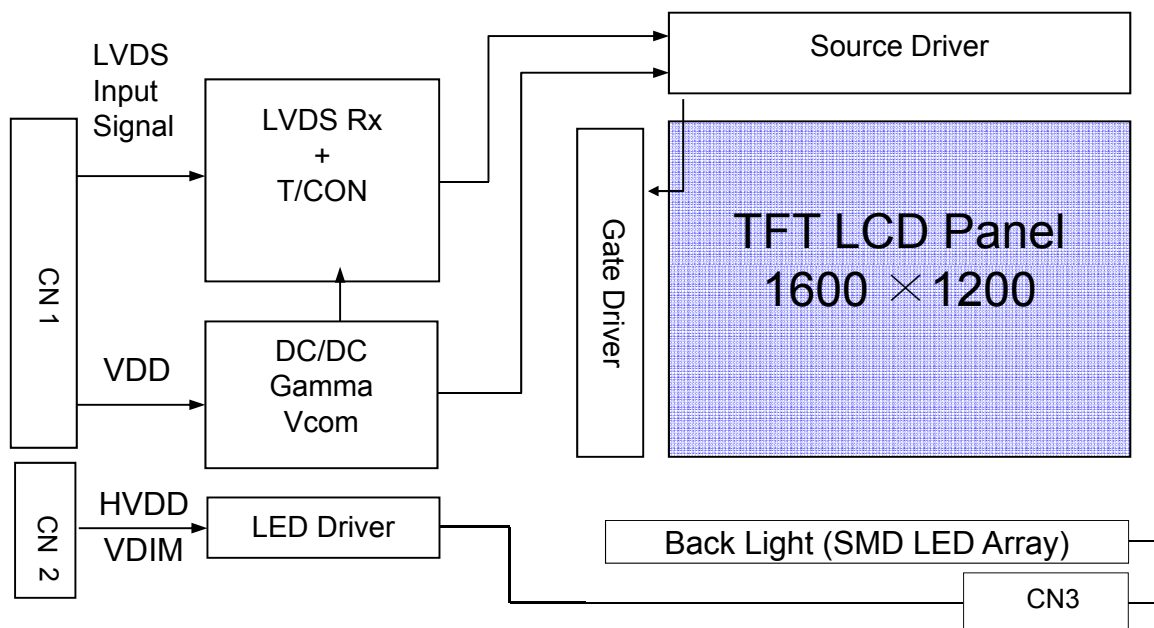 LVDS
Input
Signal
CN 1
LVDS Rx
+
T/CON
Source Driver
Gate Driver
TFT LCD Panel
1600 × 1200
VDD
DC/DC
Gamma
Vcom
CN 2
HVDD
VDIM
LED Driver
Back Light (SMD LED Array)
CN3